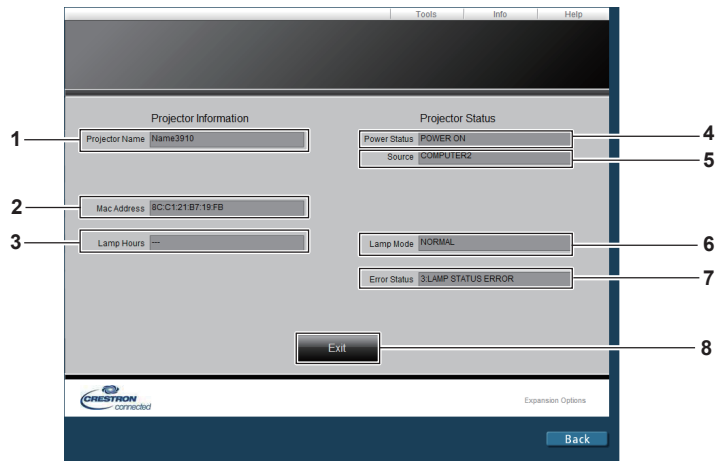 Tools Info Help
Projector Information
Projector Status
1 Projector Name Name3910
Power Status POWER ON 4
Source COMPUTER2 5
2 Mac Address 8C:C1:21:B7:19:FB
3 Lamp Hours ---
Lamp Mode NORMAL 6
Error Status 3:LAMP STATUS ERROR 7
Exit 8
CRESTRON
connected
Expansion Options
Back